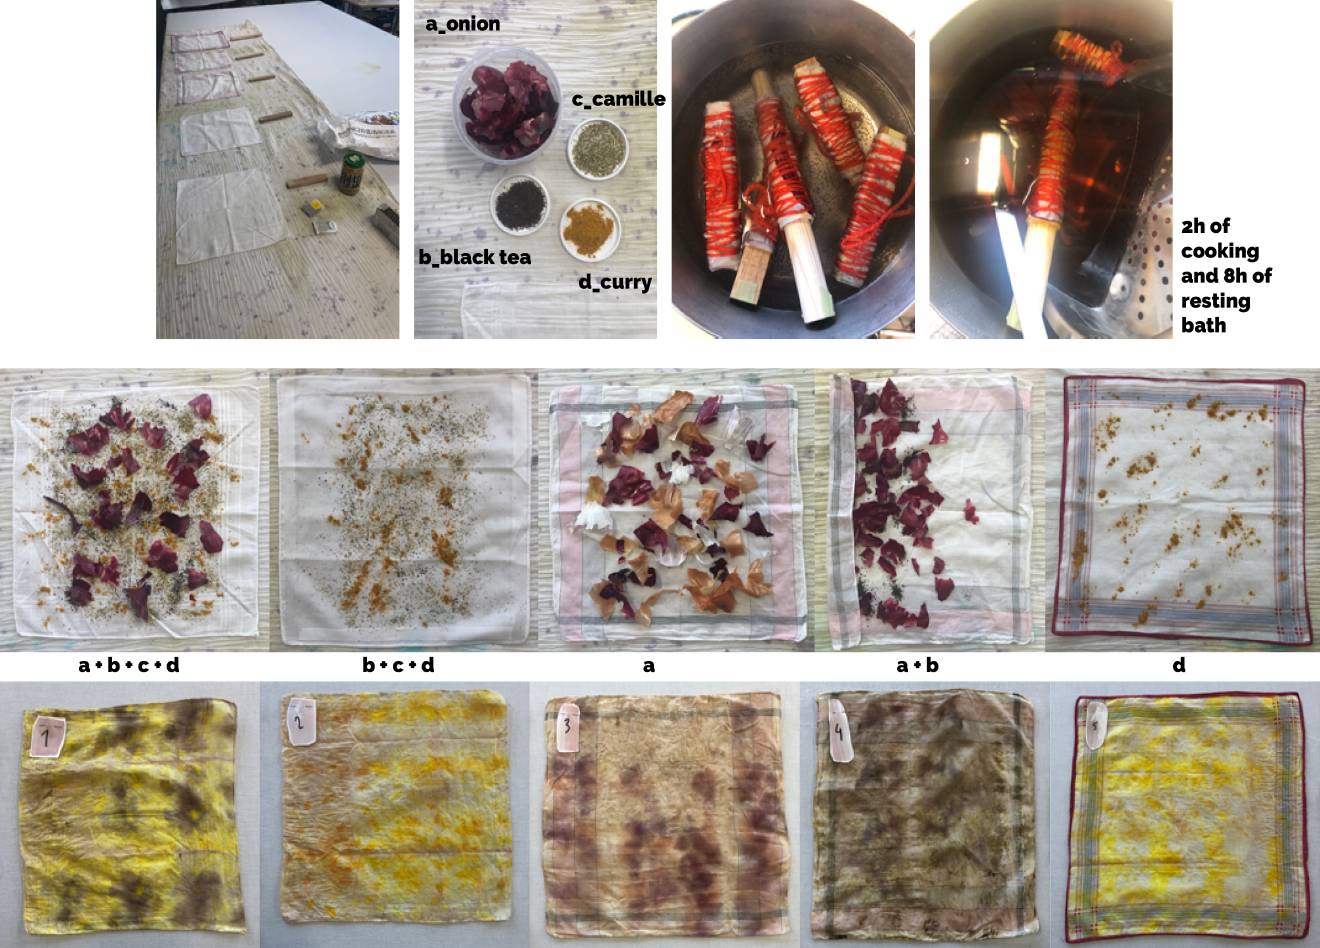 a_onion
c_camille
b_black tea
d_curry
2h of
cooking
and 8h of
resting
bath
a + b + c + d
b + c + d
a
a + b
d
1
2
3
4
5